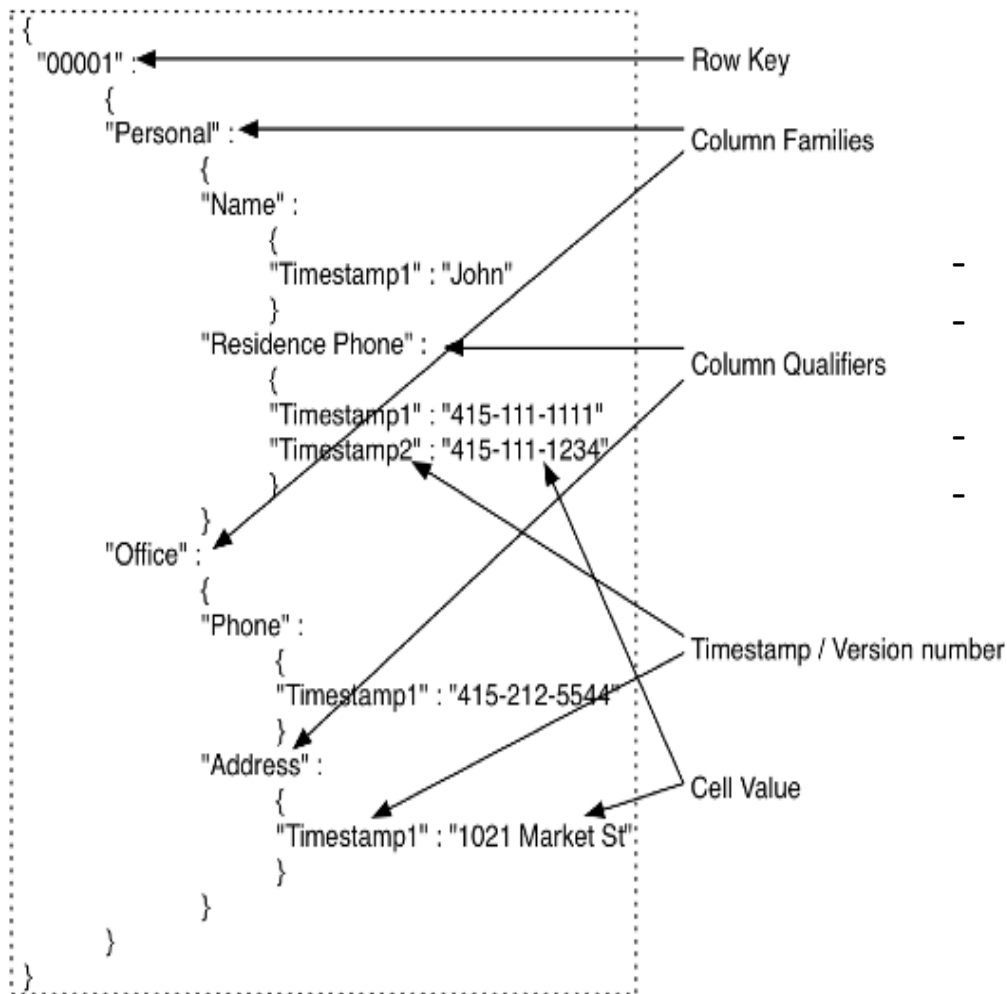 {
"00001" : Row Key
{
"Personal" : Column Families
{
"Name" :
{
"Timestamp1" : "John"
}
"Residence Phone" :
Column Qualifiers
{
"Timestamp1" : "415-111-1111"
"Timestamp2" : "415-111-1234"
}
}
"Office" :
{
"Phone" :
Timestamp / Version number
{
"Timestamp1" : "415-212-5544"
}
"Address" :
Cell Value
{
"Timestamp1" : "1021 Market St"
}
}
}
}
-
-
-
-